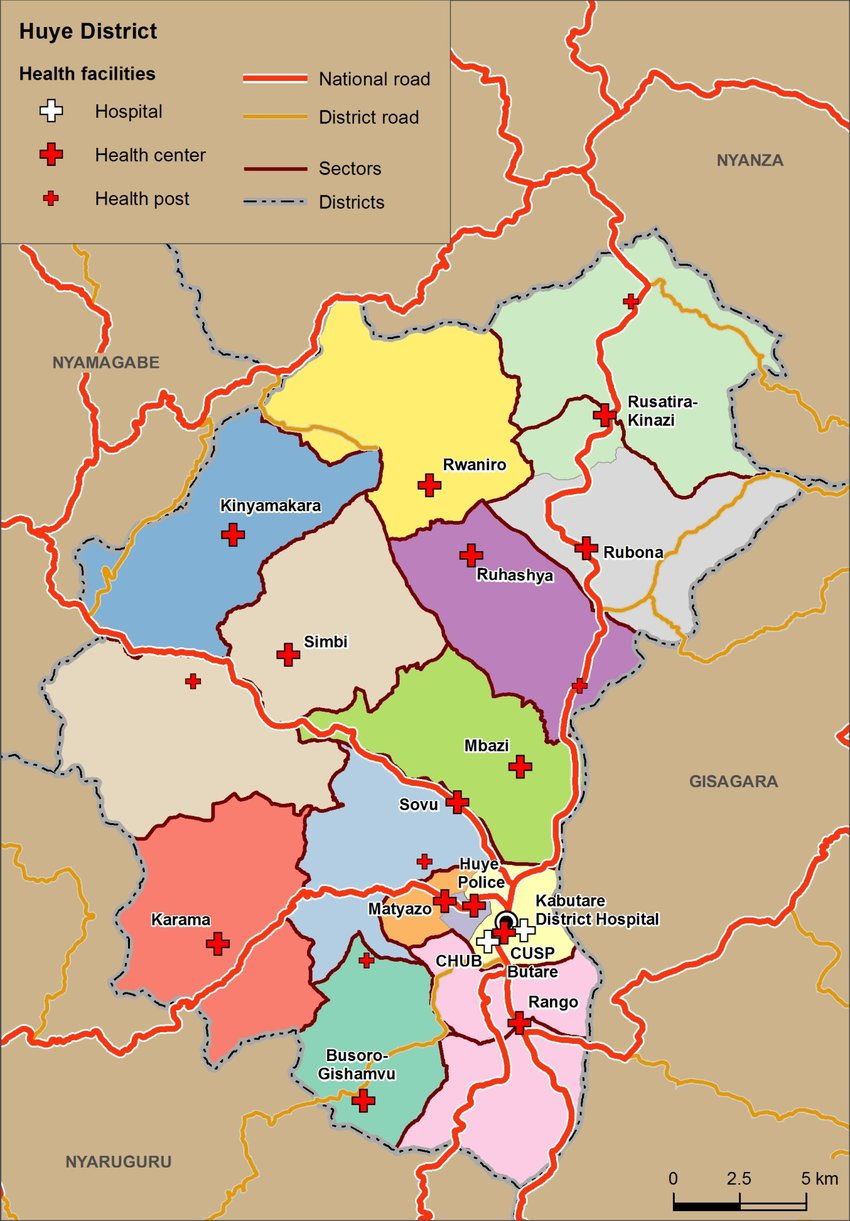 Huye District
Health facilities
Hospital
Health center
Health post
National road
District road
Sectors
Districts
NYANZA
NYAMAGABE
Rusatira-
Kinazi
Rwaniro
Kinyamakara
Rubona
Ruhashya
Simbi
Mbazi
GISAGARA
Sovu
Huye
Police
Kabutare
District Hospital
Matyazo
Karama
CHUB
CUSP
Butare
Rango
Busoro-
Gishamvu
NYARUGURU
0 2.5 5 km